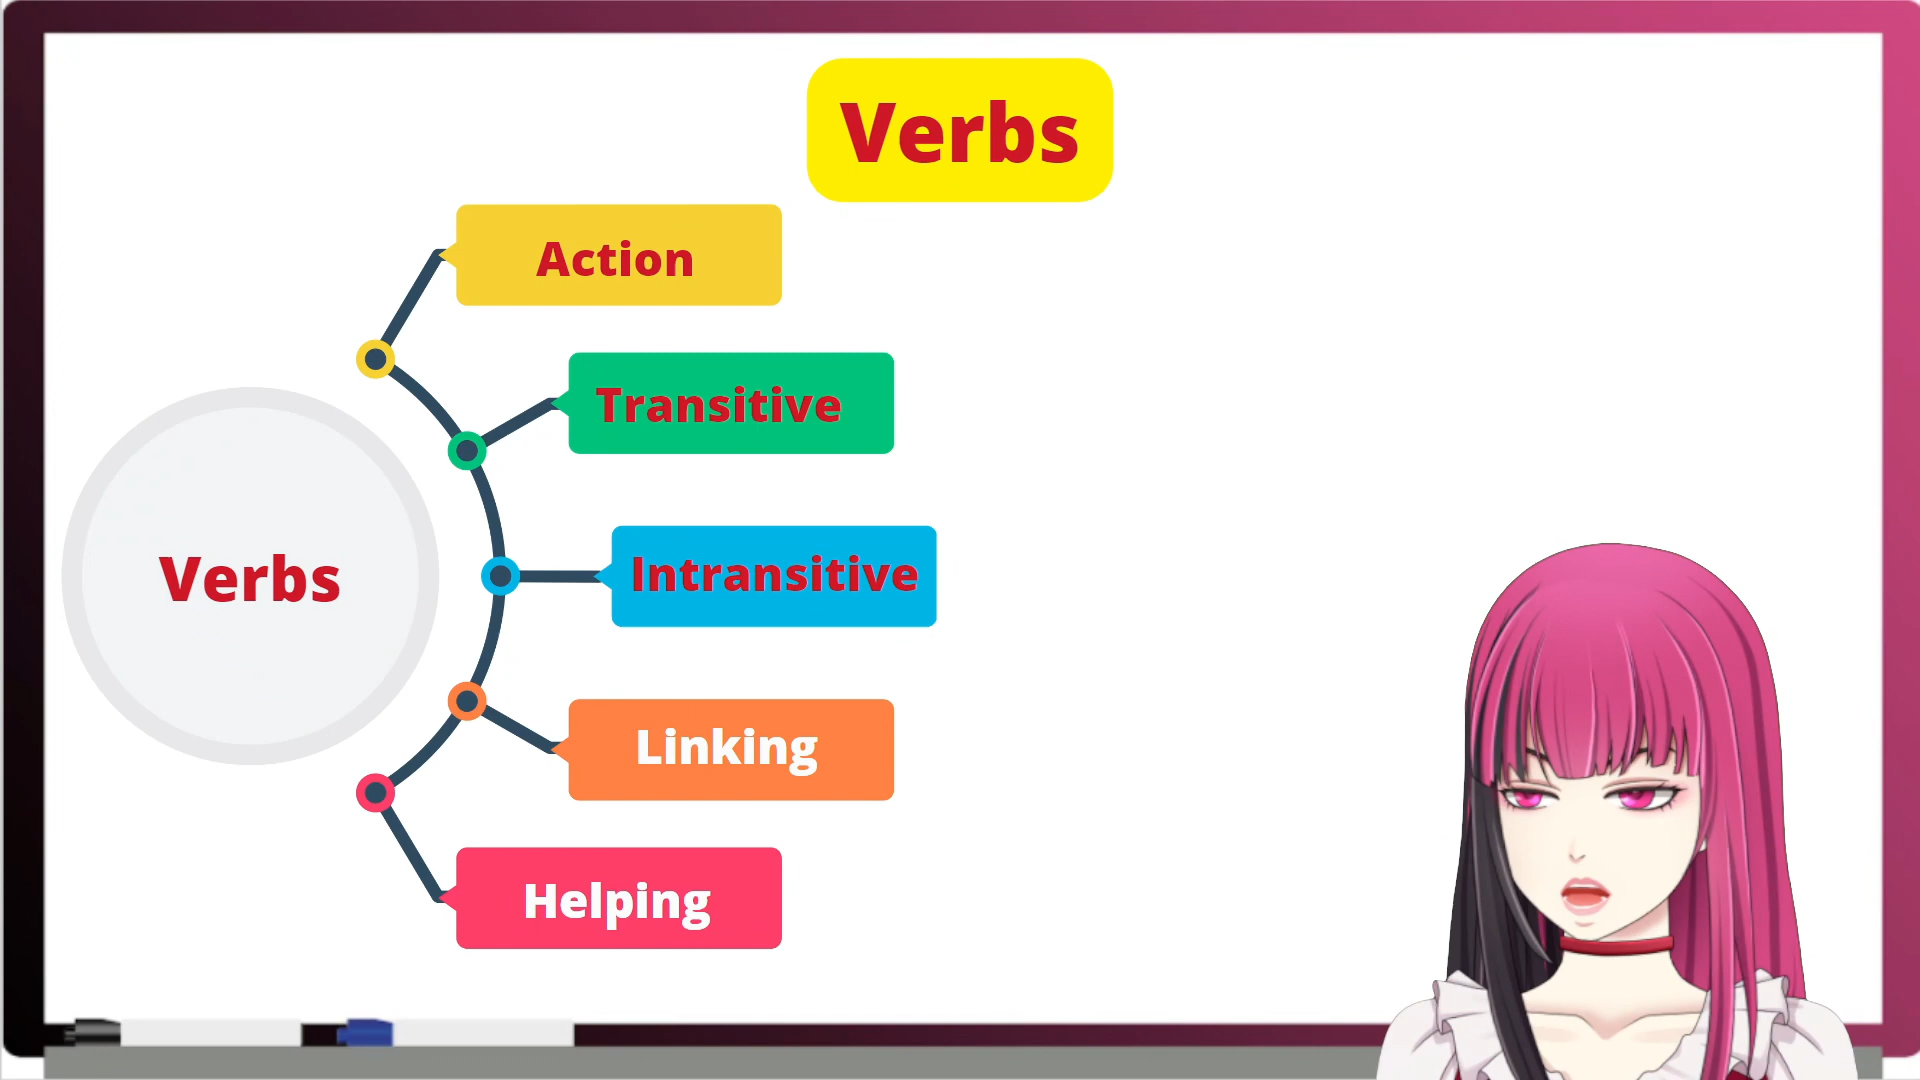 Verbs
Action
Transitive
Intransitive
Verbs
Linking
Helping